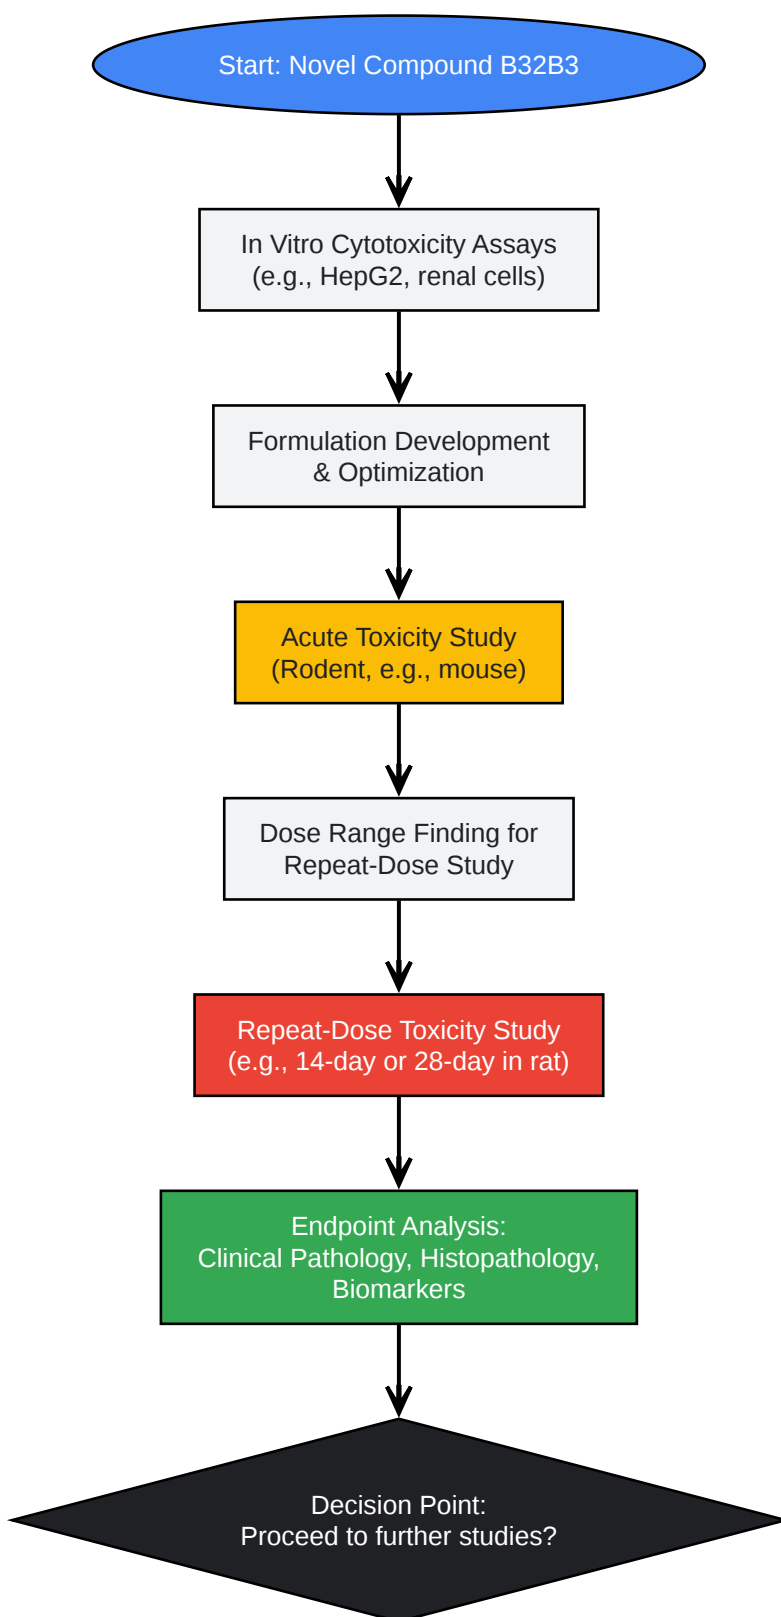 Start: Novel Compound B32B3
In Vitro Cytotoxicity Assays
(e.g., HepG2, renal cells)
Formulation Development
& Optimization
Acute Toxicity Study
(Rodent, e.g., mouse)
Dose Range Finding for
Repeat-Dose Study
Repeat-Dose Toxicity Study
(e.g., 14-day or 28-day in rat)
Endpoint Analysis:
Clinical Pathology, Histopathology,
Biomarkers
Decision Point:
Proceed to further studies?